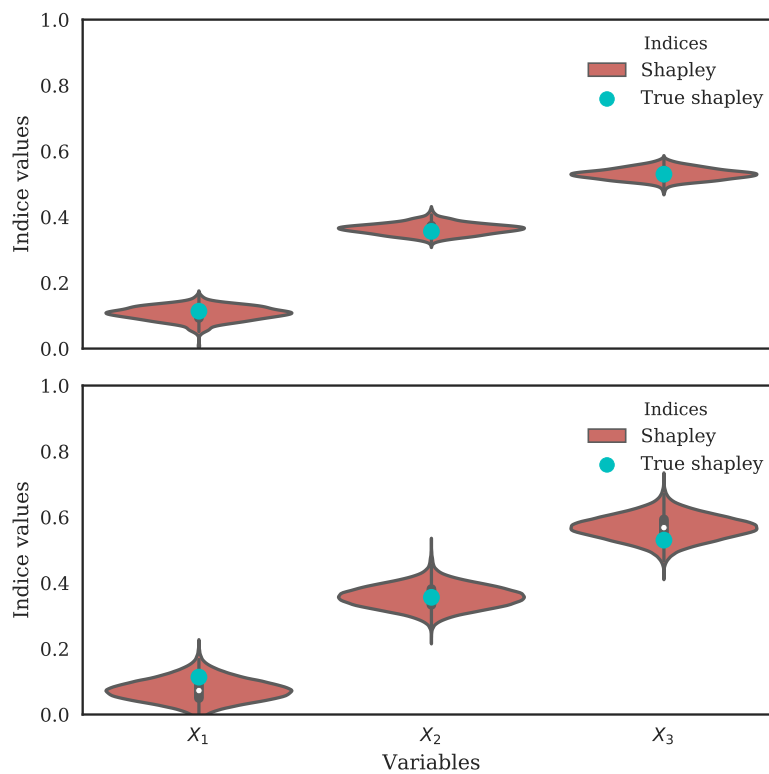 1.0
Indices
Shapley
True shapley
0.8
0.6
0.4
0.2
0.0
Indice values
1.0
Indices
Shapley
True shapley
0.8
0.6
0.4
0.2
0.0
Indice values
X₁ X₂ X₃
Variables